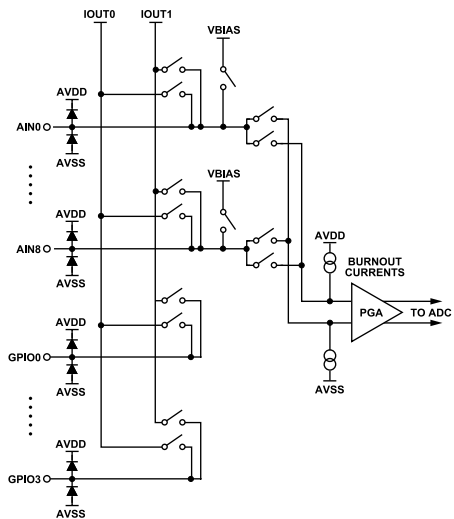 IOUT0 IOUT1
VBIAS
AVDD
AIN0
AVSS
VBIAS
AVDD
AIN8
AVSS
AVDD
BURNOUT
CURRENTS
PGA
TO ADC
AVDD
GPIO0
AVSS
AVSS
AVDD
GPIO3
AVSS